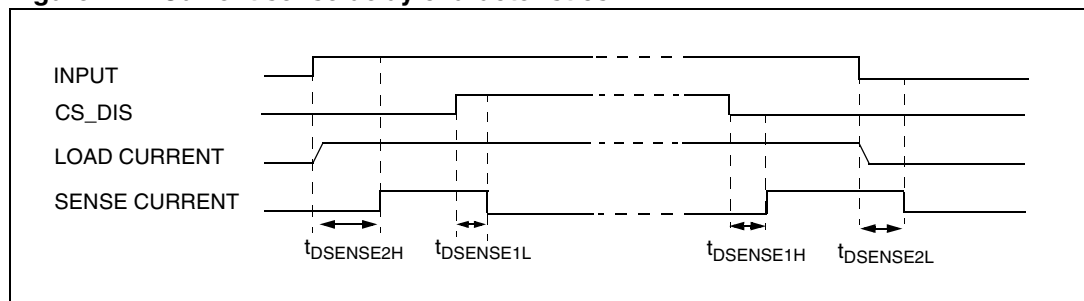 INPUT
CS_DIS
LOAD CURRENT
SENSE CURRENT
tDSENSE2H tDSENSE1L tDSENSE1H tDSENSE2L